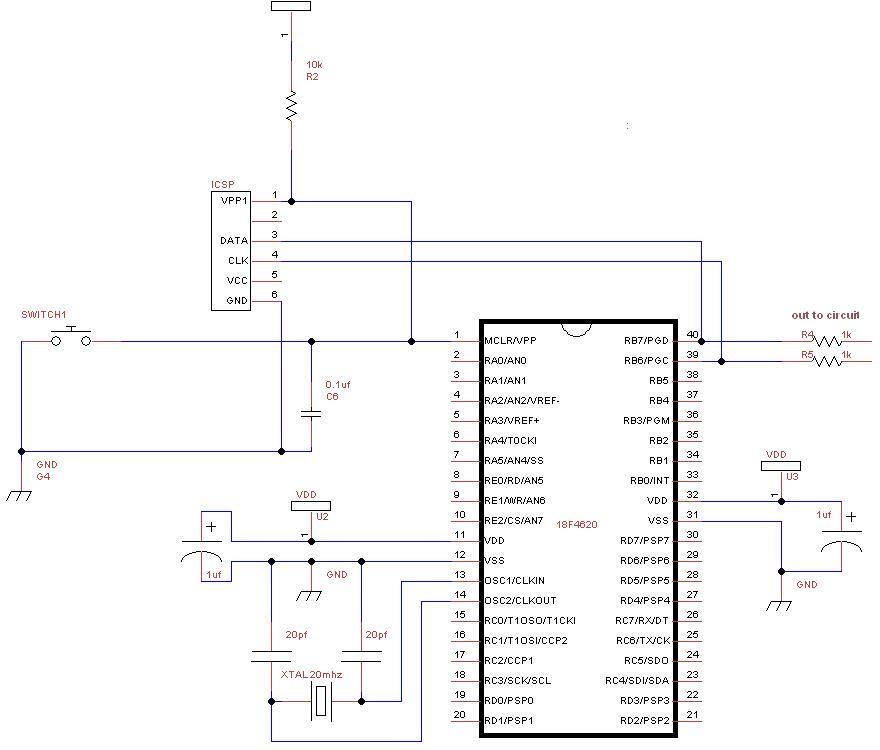 1
10k
R2
ICSP
VPP1 1
2
DATA 3
CLK 4
VCC 5
GND 6
SWITCH1
0.1uf
C6
GND
G4
out to circuit
R4 1k
R5 1k
1 MCLR/VPP RB7/PGD 40
2 RA0/AN0 RB6/PGC 39
3 RA1/AN1 RB5 38
4 RA2/AN2/VREF- RB4 37
5 RA3/VREF+ RB3/PGM 36
6 RA4/T0CKI RB2 35
7 RA5/AN4/SS RB1 34
8 RE0/RD/AN5 RB0/INT 33
9 RE1/WR/AN6 VDD 32
10 RE2/CS/AN7 VSS 31
18F4620
11 VDD RD7/PSP7 30
12 VSS RD6/PSP6 29
13 OSC1/CLKIN RD5/PSP5 28
14 OSC2/CLKOUT RD4/PSP4 27
15 RC0/T1OSO/T1CKI RC7/RX/DT 26
16 RC1/T1OSI/CCP2 RC6/TX/CK 25
17 RC2/CCP1 RC5/SDO 24
18 RC3/SCK/SCL RC4/SDI/SDA 23
19 RD0/PSP0 RD3/PSP3 22
20 RD1/PSP1 RD2/PSP2 21
VDD
U3
1
1uf +
GND
VDD
U2
1
+
1uf
GND
20pf 20pf
XTAL20mhz